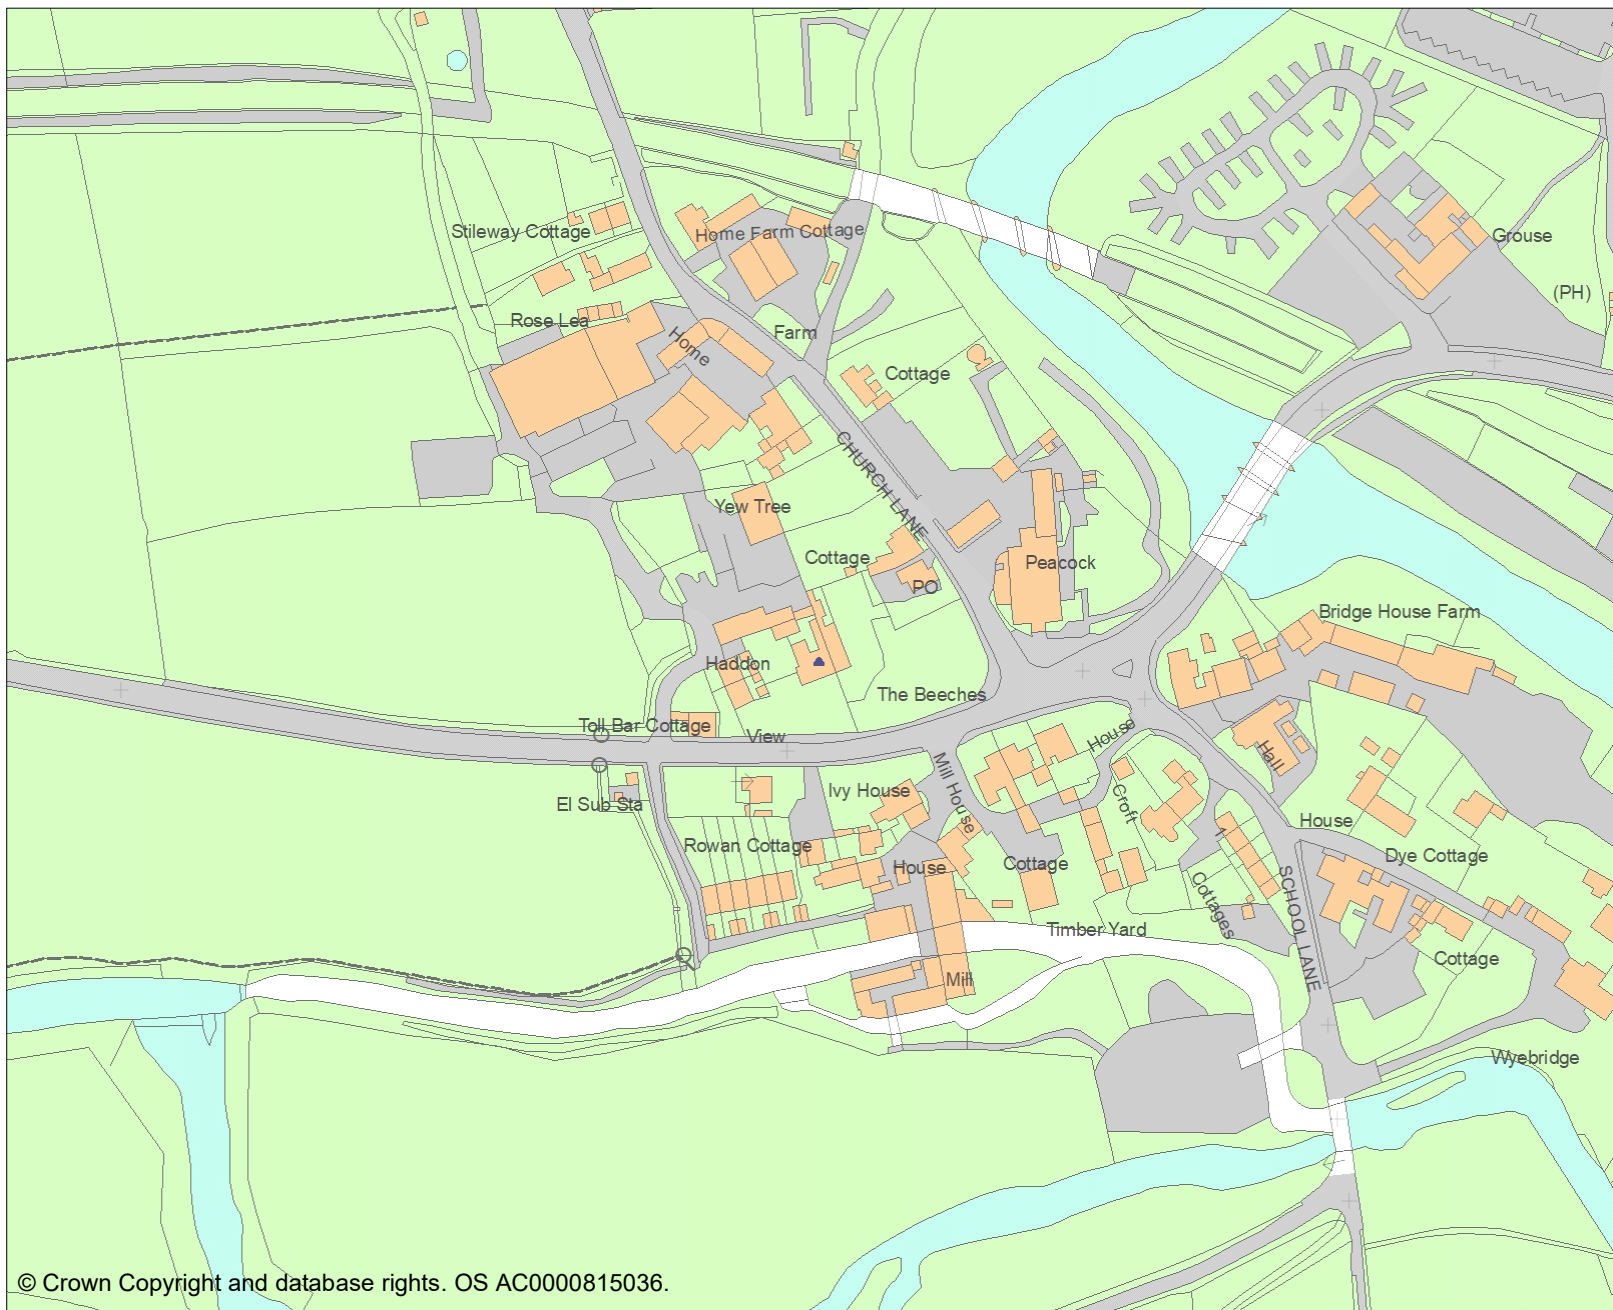 Stileway Cottage
Home Farm Cottage
Grouse
(PH)
Rose Lea
Home
Farm
Cottage
CHURCH LANE
Yew Tree
Cottage
PO
Peacock
Bridge House Farm
Haddon
The Beeches
Toll Bar Cottage
View
House
Hall
Mill House
Ivy House
Croft
El Sub Sta
Rowan Cottage
House
Cottage
1
House
Dye Cottage
Cottages
SCHOOL LANE
Timber Yard
Cottage
Mill
Wyebridge
© Crown Copyright and database rights. OS AC0000815036.